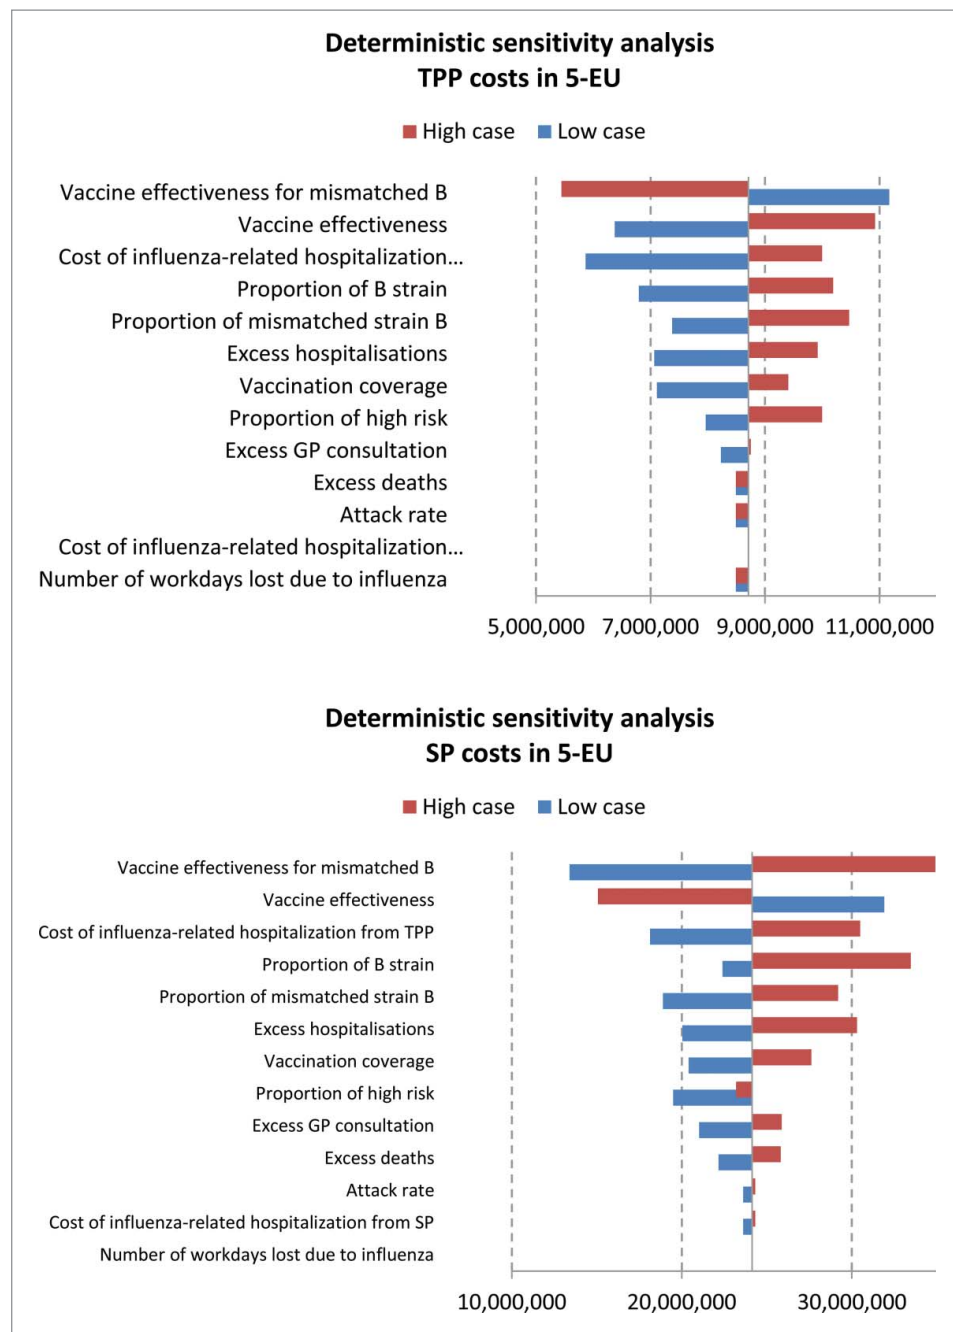 Deterministic sensitivity analysis
TPP costs in 5-EU
High case Low case
Vaccine effectiveness for mismatched B
Vaccine effectiveness
Cost of influenza-related hospitalization...
Proportion of B strain
Proportion of mismatched strain B
Excess hospitalisations
Vaccination coverage
Proportion of high risk
Excess GP consultation
Excess deaths
Attack rate
Cost of influenza-related hospitalization...
Number of workdays lost due to influenza
5,000,000 7,000,000 9,000,000 11,000,000
Deterministic sensitivity analysis
SP costs in 5-EU
High case Low case
Vaccine effectiveness for mismatched B
Vaccine effectiveness
Cost of influenza-related hospitalization from TPP
Proportion of B strain
Proportion of mismatched strain B
Excess hospitalisations
Vaccination coverage
Proportion of high risk
Excess GP consultation
Excess deaths
Attack rate
Cost of influenza-related hospitalization from SP
Number of workdays lost due to influenza
10,000,000 20,000,000 30,000,000